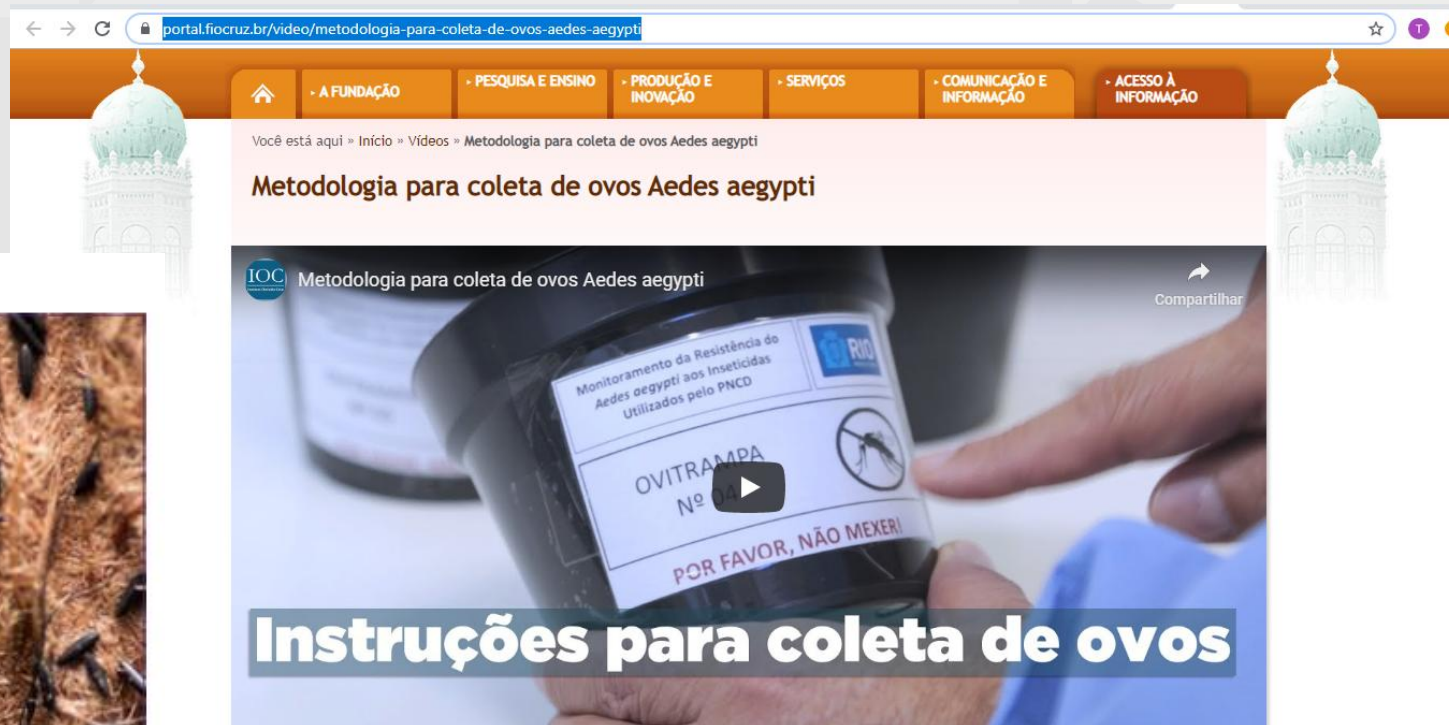 portal.fiocruz.br/video/metodologia-para-coleta-de-ovos-aedes-aegypti
T
A FUNDAÇÃO
PESQUISA E ENSINO
PRODUÇÃO E
INOVAÇÃO
SERVIÇOS
COMUNICAÇÃO E
INFORMAÇÃO
ACESSO À
INFORMAÇÃO
Você está aqui » Início » Vídeos » Metodologia para coleta de ovos Aedes aegypti
Metodologia para coleta de ovos Aedes aegypti
IOC
Metodologia para coleta de ovos Aedes aegypti
Compartilhar
Monitoramento da Resistência do
Aedes aegypti aos Inseticidas
Utilizados pelo PNCD
RIO
OVITRAMPA
Nº 04
POR FAVOR, NÃO MEXER!
Instruções para coleta de ovos